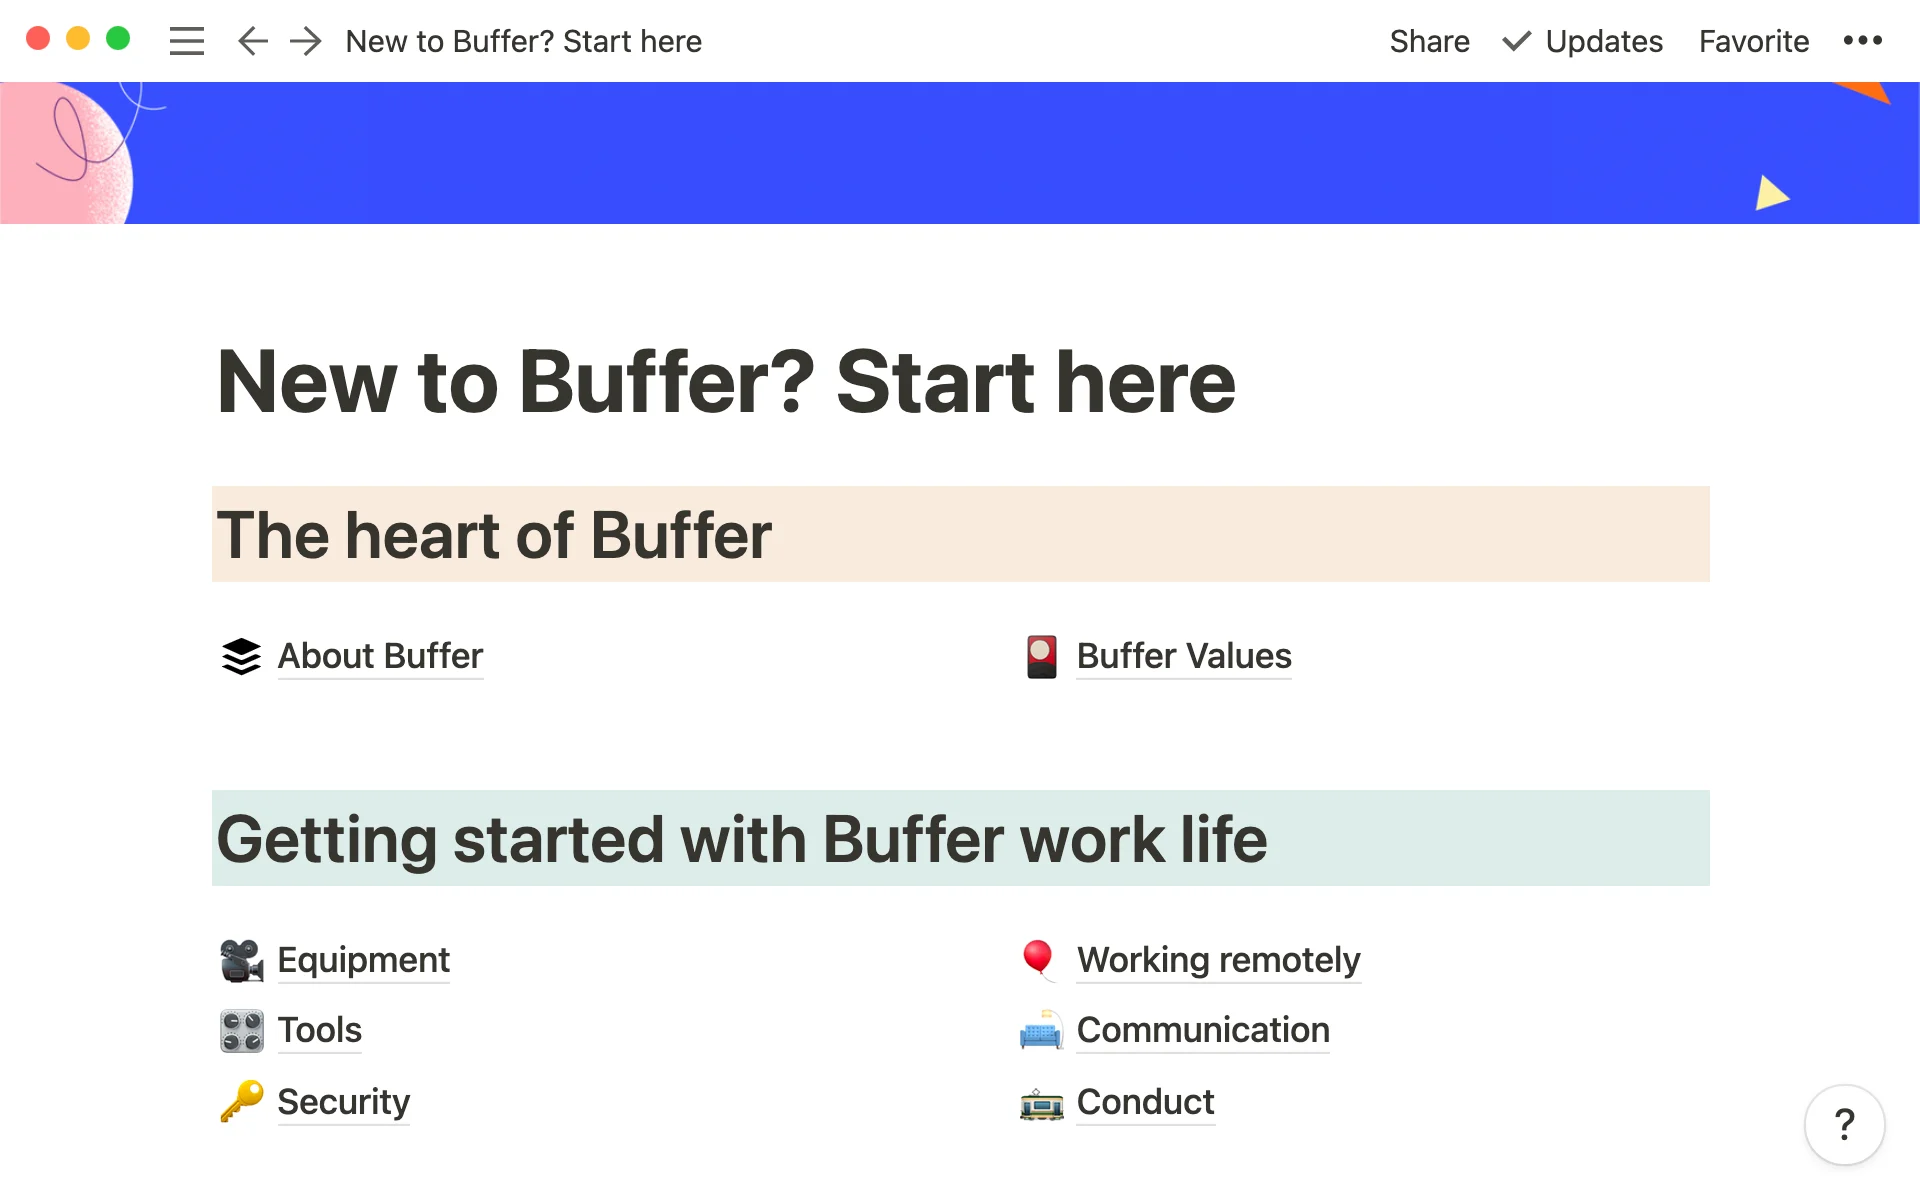 New to Buffer? Start here
Share
Updates
Favorite
New to Buffer? Start here
The heart of Buffer
About Buffer
Buffer Values
Getting started with Buffer work life
Equipment
Working remotely
Tools
Communication
Security
Conduct
?